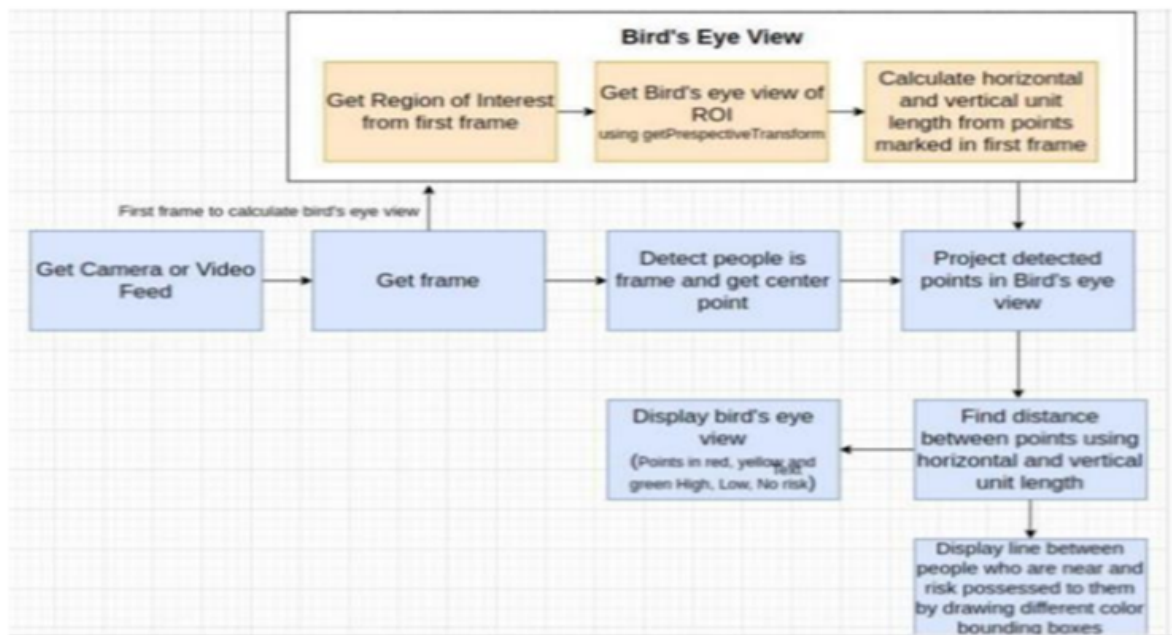 Bird's Eye View
Get Region of Interest
from first frame
Get Bird's eye view of
ROI
using getPrespectiveTransform
Calculate horizontal
and vertical unit
length from points
marked in first frame
First frame to calculate bird's eye view
Get Camera or Video
Feed
Get frame
Detect people is
frame and get center
point
Project detected
points in Bird's eye
view
Display bird's eye
view
(Points in red, yellow and
Text
green High, Low, No risk)
Find distance
between points using
horizontal and vertical
unit length
Display line between
people who are near and
risk possessed to them
by drawing different color
bounding boxes